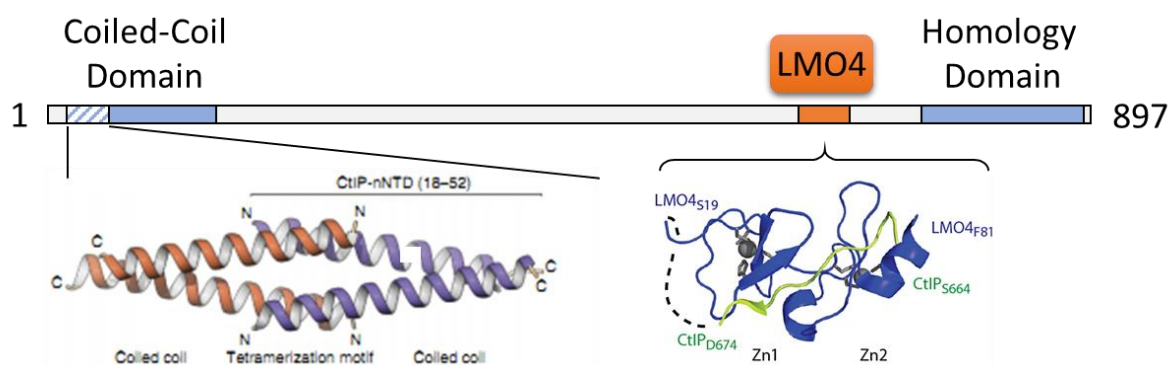 Coiled-Coil
Domain
LMO4
Homology
Domain
1
897
CtIP-nNTD (18–52)
N
N
C
C
C
C
N
N
Coiled coil
Tetramerization motif
Coiled coil
LMO4S19
LMO4F81
CtIPS664
CtIPD674
Zn1
Zn2